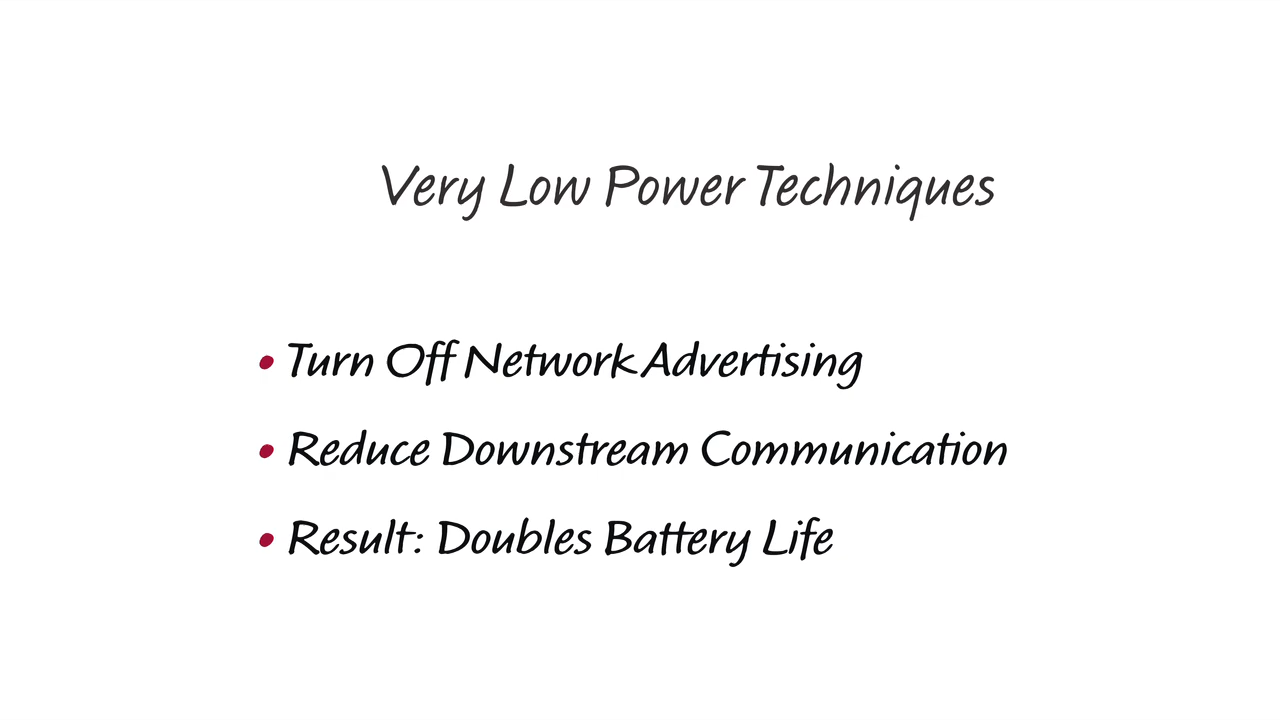 Very Low Power Techniques
• Turn Off Network Advertising
• Reduce Downstream Communication
• Result: Doubles Battery Life